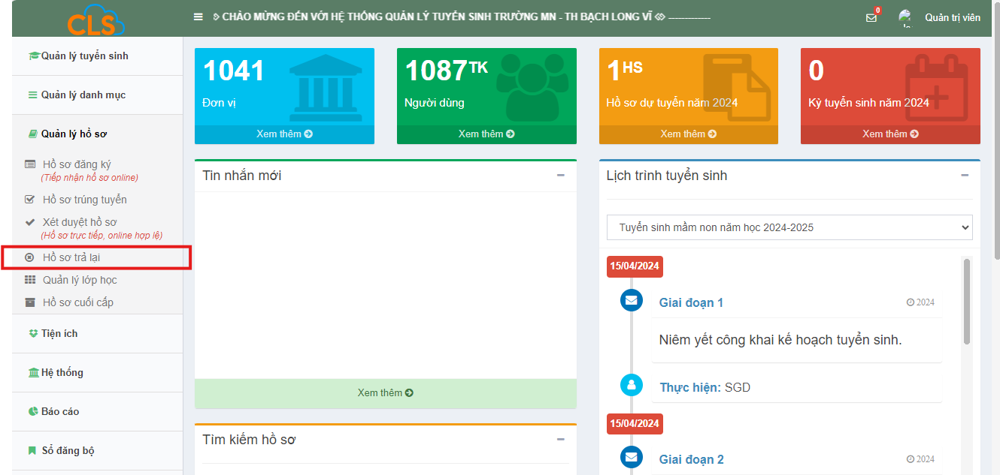 CLS
CHÀO MỪNG ĐẾN VỚI HỆ THỐNG QUẢN LÝ TUYỂN SINH TRƯỜNG MN - TH BẠCH LONG VĨ -------------
0
Quản trị viên
Quản lý tuyển sinh
Quản lý danh mục
Quản lý hồ sơ
Hồ sơ đăng ký
(Tiếp nhận hồ sơ online)
Hồ sơ trúng tuyển
Xét duyệt hồ sơ
(Hồ sơ trực tiếp, online hợp lệ)
Hồ sơ trả lại
Quản lý lớp học
Hồ sơ cuối cấp
Tiện ích
Hệ thống
Báo cáo
Sổ đăng bộ
1041
Đơn vị
Xem thêm
1087TK
Người dùng
Xem thêm
1HS
Hồ sơ dự tuyển năm 2024
Xem thêm
0
Kỳ tuyển sinh năm 2024
Xem thêm
Tin nhắn mới
Xem thêm
Tìm kiếm hồ sơ
Lịch trình tuyển sinh
Tuyển sinh mầm non năm học 2024-2025
15/04/2024
Giai đoạn 1
2024
Niêm yết công khai kế hoạch tuyển sinh.
Thực hiện: SGD
15/04/2024
Giai đoạn 2
2024